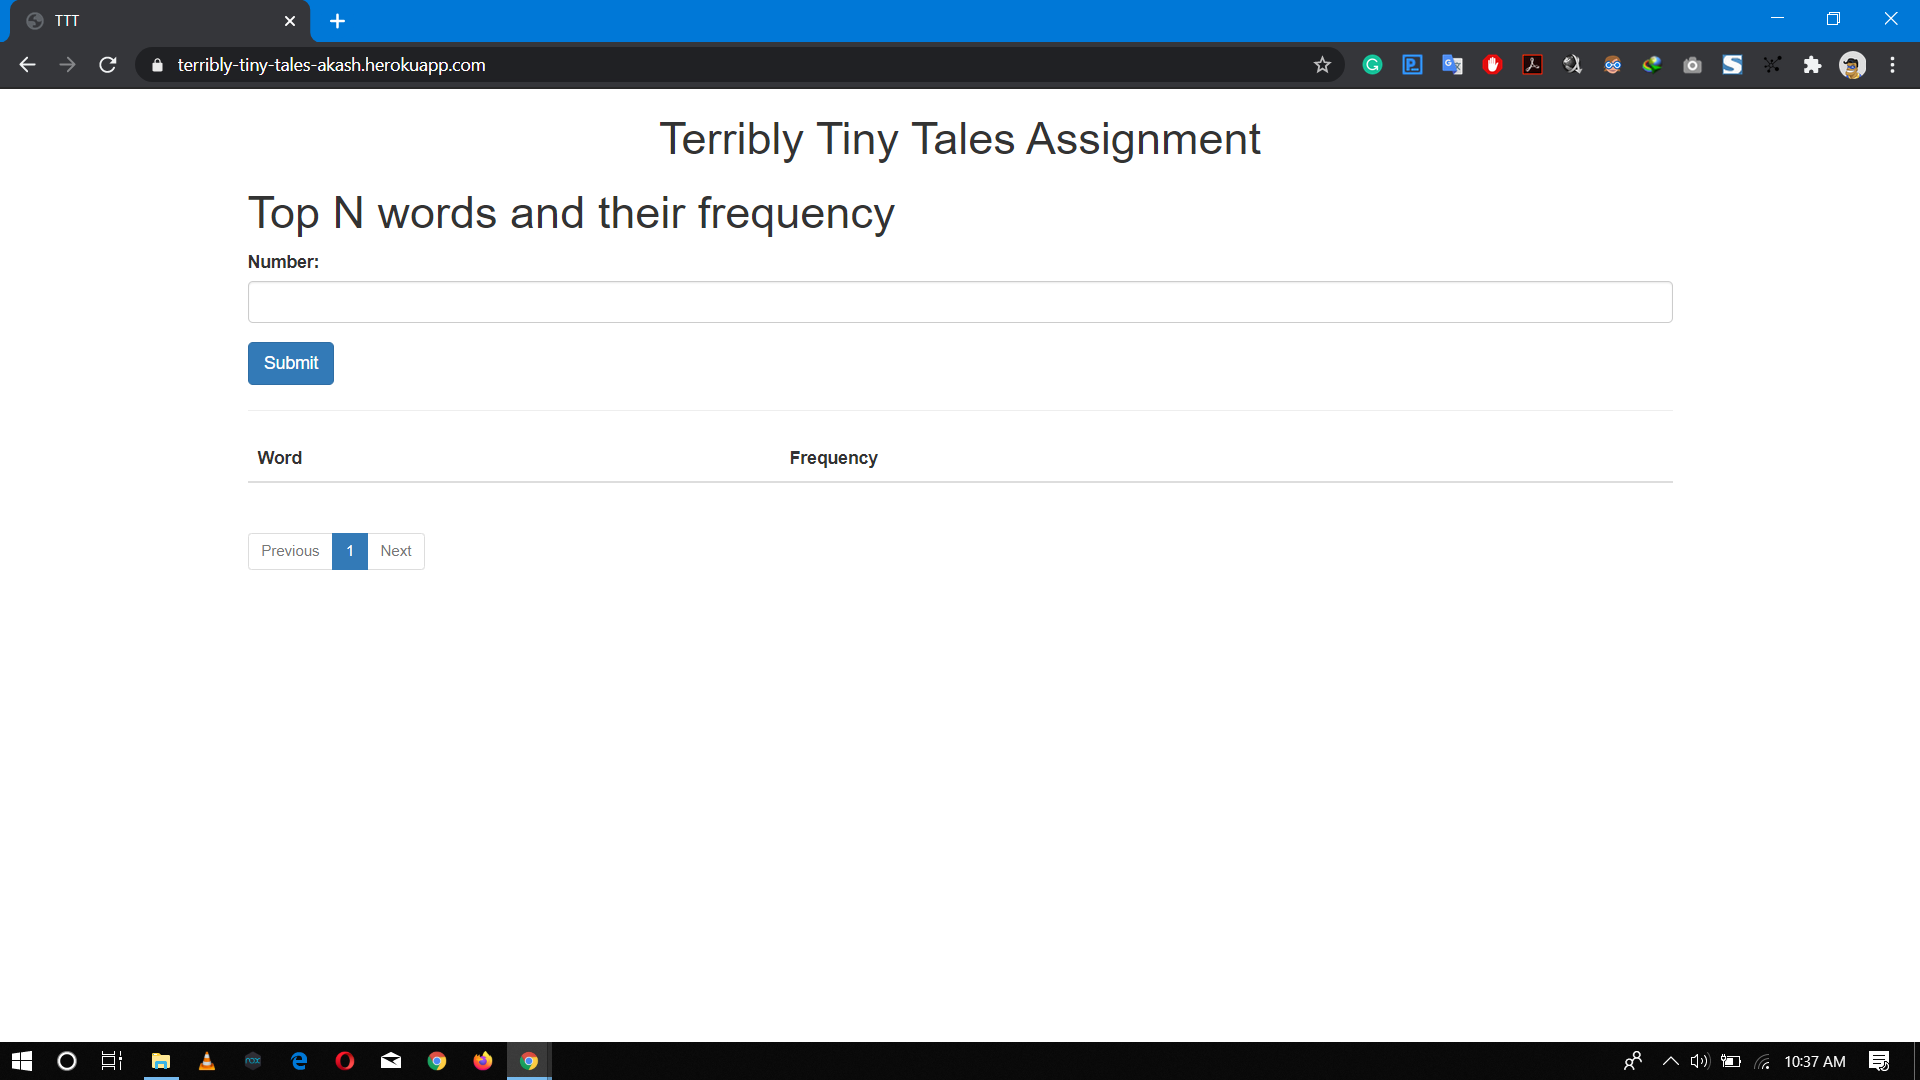 TTT
terribly-tiny-tales-akash.herokuapp.com
Terribly Tiny Tales Assignment
Top N words and their frequency
Number:
Submit
Word Frequency
Previous 1 Next
10:37 AM